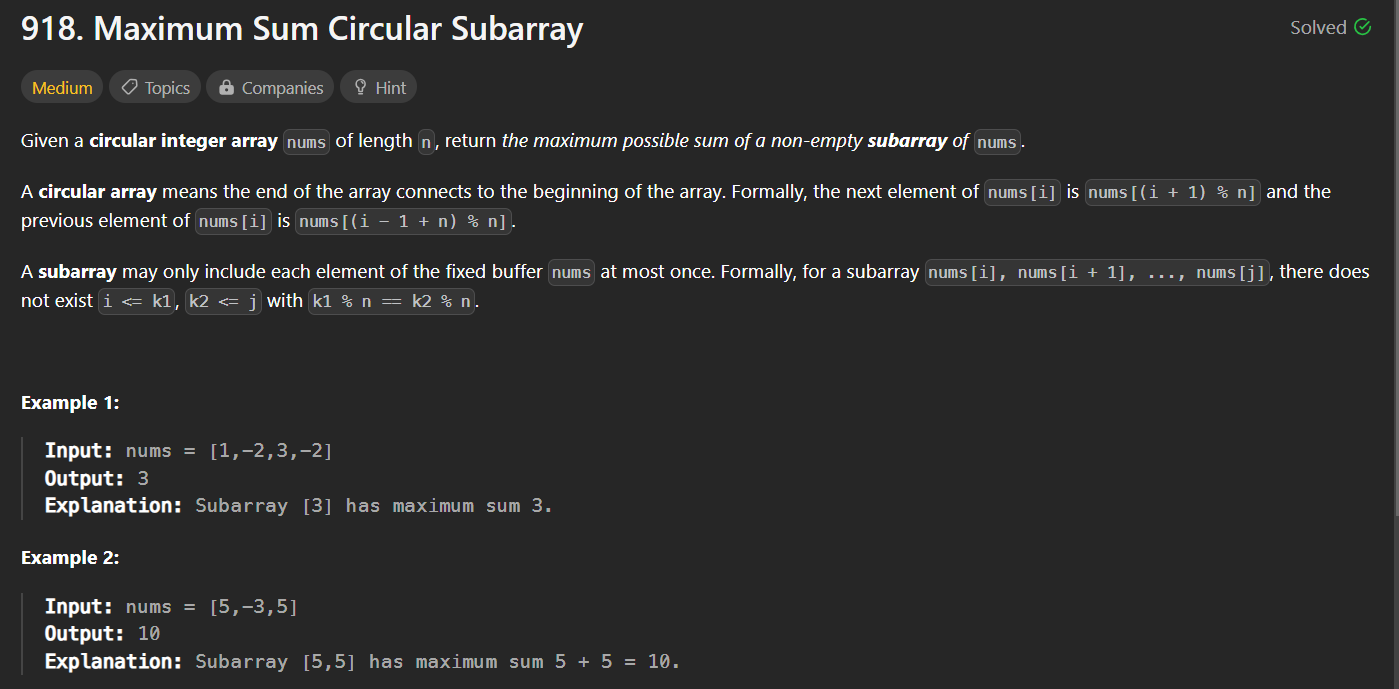 918. Maximum Sum Circular Subarray
Solved
Medium
Topics
Companies
Hint
Given a circular integer array nums of length n, return the maximum possible sum of a non-empty subarray of nums.
A circular array means the end of the array connects to the beginning of the array. Formally, the next element of nums[i] is nums[(i + 1) % n] and the
previous element of nums[i] is nums[(i - 1 + n) % n].
A subarray may only include each element of the fixed buffer nums at most once. Formally, for a subarray nums[i], nums[i + 1], ..., nums[j], there does
not exist i <= k1, k2 <= j with k1 % n == k2 % n.
Example 1:
Input: nums = [1,-2,3,-2]
Output: 3
Explanation: Subarray [3] has maximum sum 3.
Example 2:
Input: nums = [5,-3,5]
Output: 10
Explanation: Subarray [5,5] has maximum sum 5 + 5 = 10.